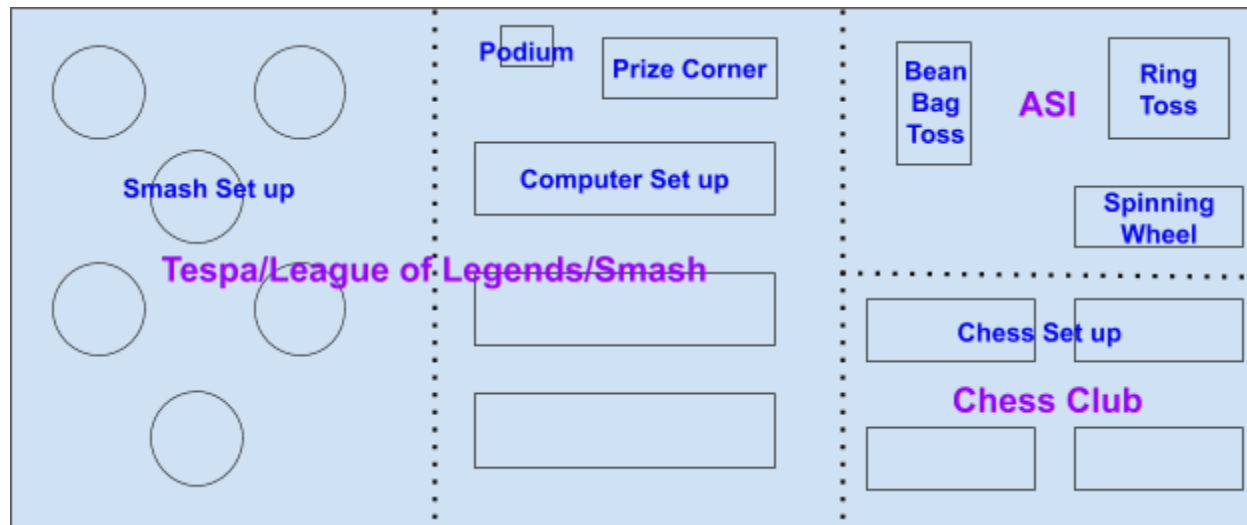 Podium
Prize Corner
Bean
Bag
Toss
ASI
Ring
Toss
Smash Set up
Computer Set up
Spinning
Wheel
Tespa/League of Legends/Smash
Chess Set up
Chess Club